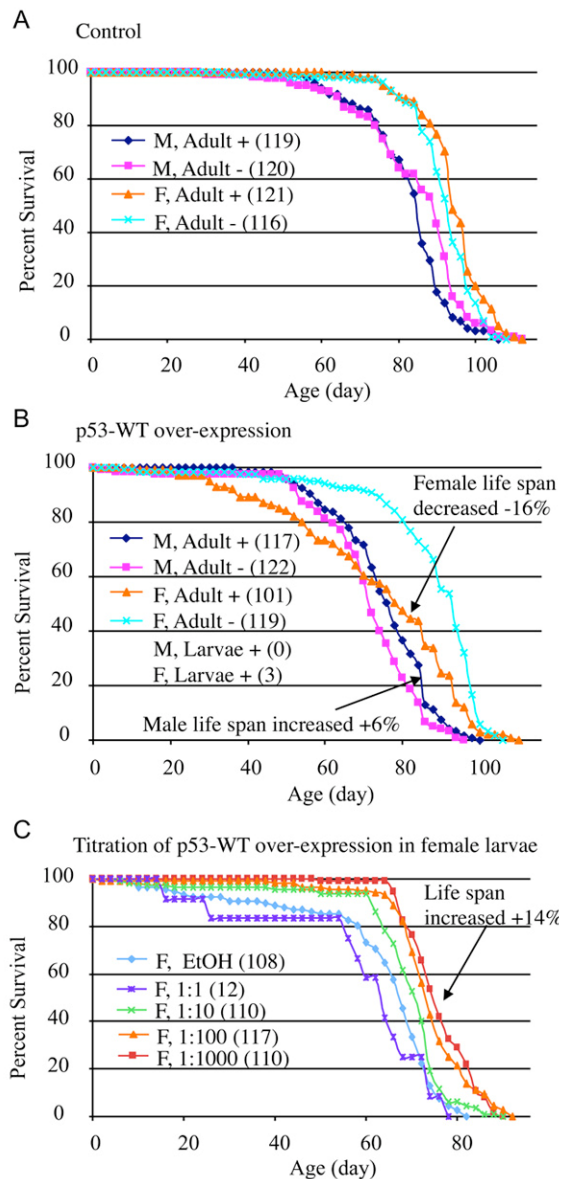 A
Control
100
80
60
40
20
0
Percent Survival
M, Adult + (119)
M, Adult - (120)
F, Adult + (121)
F, Adult - (116)
0 20 40 60 80 100
Age (day)
B
p53-WT over-expression
100
80
60
40
20
0
Percent Survival
Female life span
decreased -16%
M, Adult + (117)
M, Adult - (122)
F, Adult + (101)
F, Adult - (119)
M, Larvae + (0)
F, Larvae + (3)
Male life span increased +6%
0 20 40 60 80 100
Age (day)
C
Titration of p53-WT over-expression in female larvae
100
80
60
40
20
0
Percent Survival
Life span
increased +14%
F, EtOH (108)
F, 1:1 (12)
F, 1:10 (110)
F, 1:100 (117)
F, 1:1000 (110)
0 20 40 60 80
Age (day)